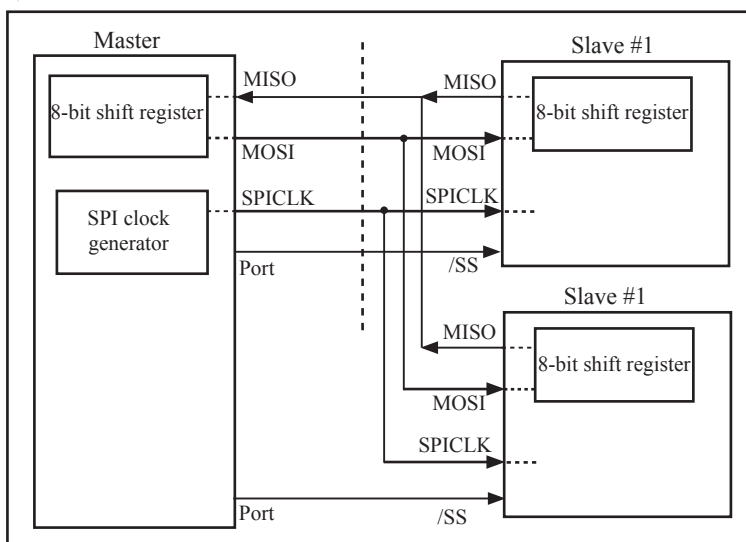 Master
Slave #1
MISO
MISO
8-bit shift register
8-bit shift register
MOSI
MOSI
SPICLK
SPICLK
SPI clock
generator
Port
/SS
Slave #1
MISO
8-bit shift register
MOSI
SPICLK
Port
/SS